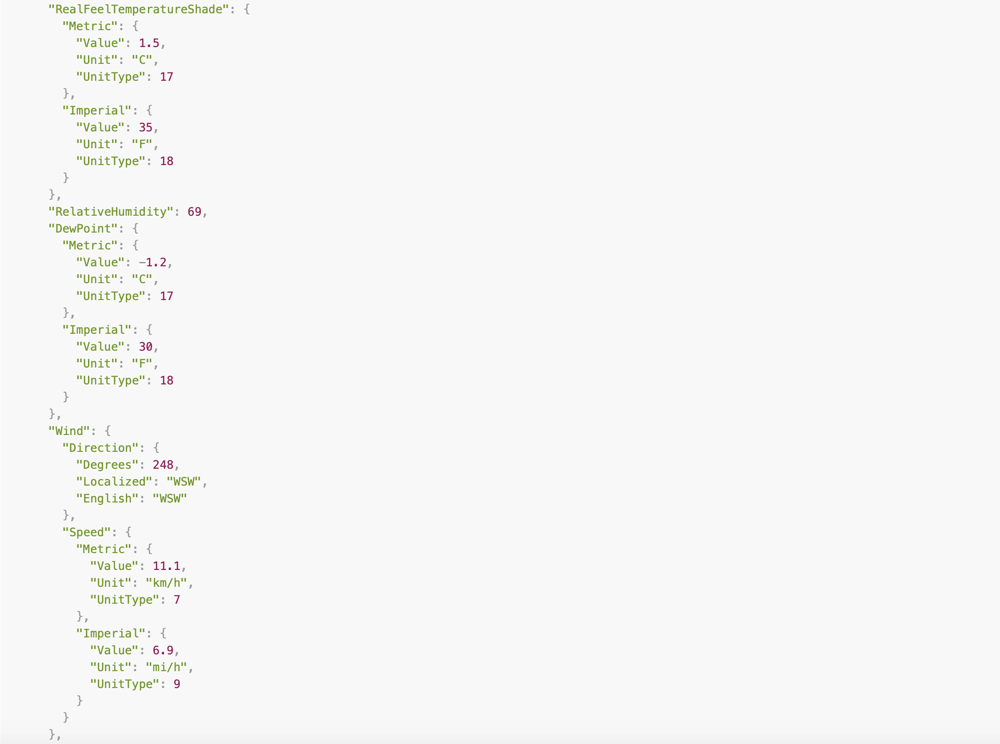 "RealFeelTemperatureShade": {
"Metric": {
"Value": 1.5,
"Unit": "C",
"UnitType": 17
},
"Imperial": {
"Value": 35,
"Unit": "F",
"UnitType": 18
}
},
"RelativeHumidity": 69,
"DewPoint": {
"Metric": {
"Value": -1.2,
"Unit": "C",
"UnitType": 17
},
"Imperial": {
"Value": 30,
"Unit": "F",
"UnitType": 18
}
},
"Wind": {
"Direction": {
"Degrees": 248,
"Localized": "WSW",
"English": "WSW"
},
"Speed": {
"Metric": {
"Value": 11.1,
"Unit": "km/h",
"UnitType": 7
},
"Imperial": {
"Value": 6.9,
"Unit": "mi/h",
"UnitType": 9
}
}
},